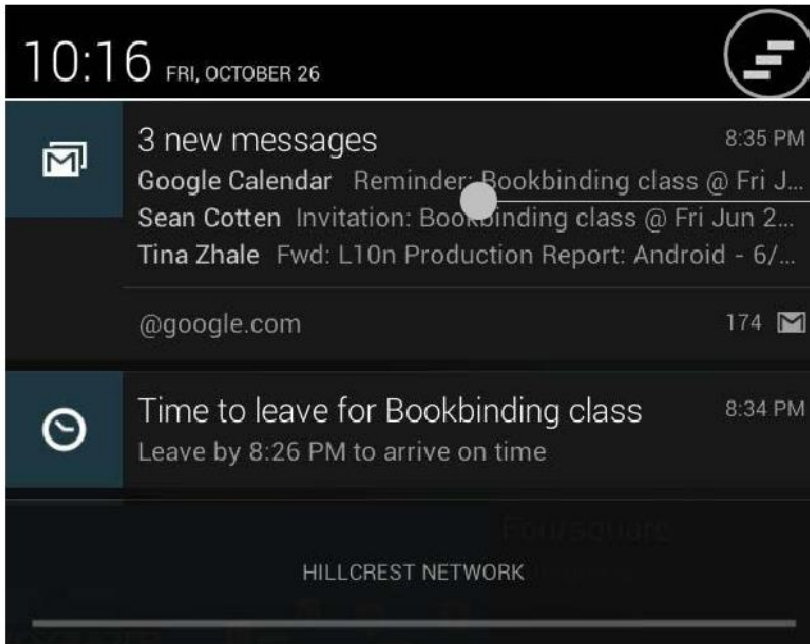 10:16 FRI, OCTOBER 26
3 new messages 8:35 PM
Google Calendar Reminder: Bookbinding class @ Fri J...
Sean Cotten Invitation: Bookbinding class @ Fri Jun 2...
Tina Zhale Fwd: L10n Production Report: Android - 6/...
@google.com 174
Time to leave for Bookbinding class 8:34 PM
Leave by 8:26 PM to arrive on time
Foursquare
HILLCREST NETWORK